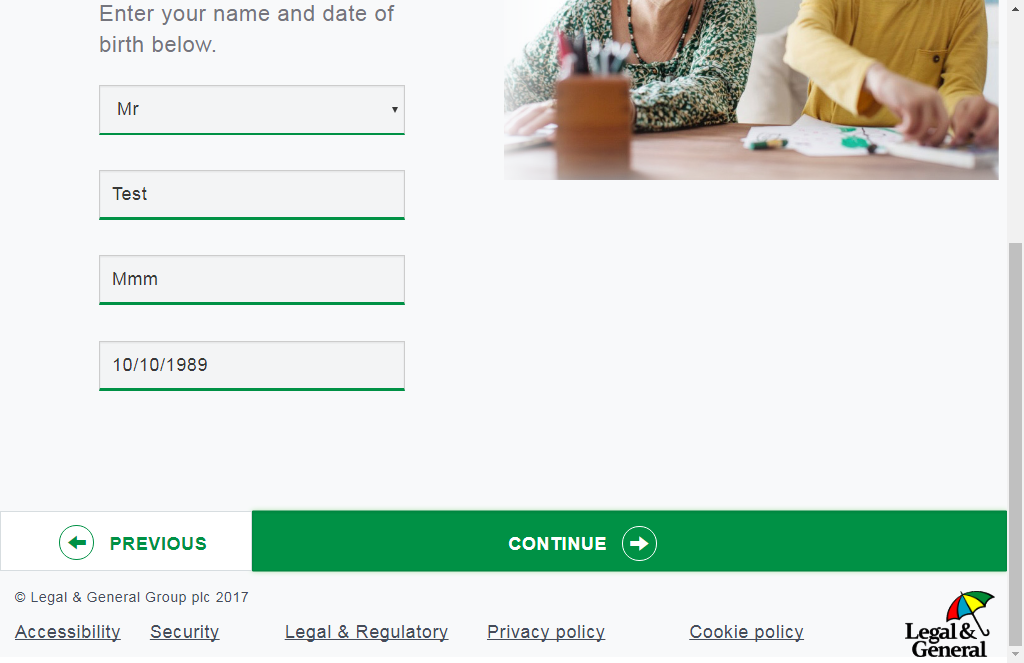 Enter your name and date of
birth below.
Mr
Test
Mmm
10/10/1989
PREVIOUS
CONTINUE
© Legal & General Group plc 2017
Accessibility
Security
Legal & Regulatory
Privacy policy
Cookie policy
Legal &
General